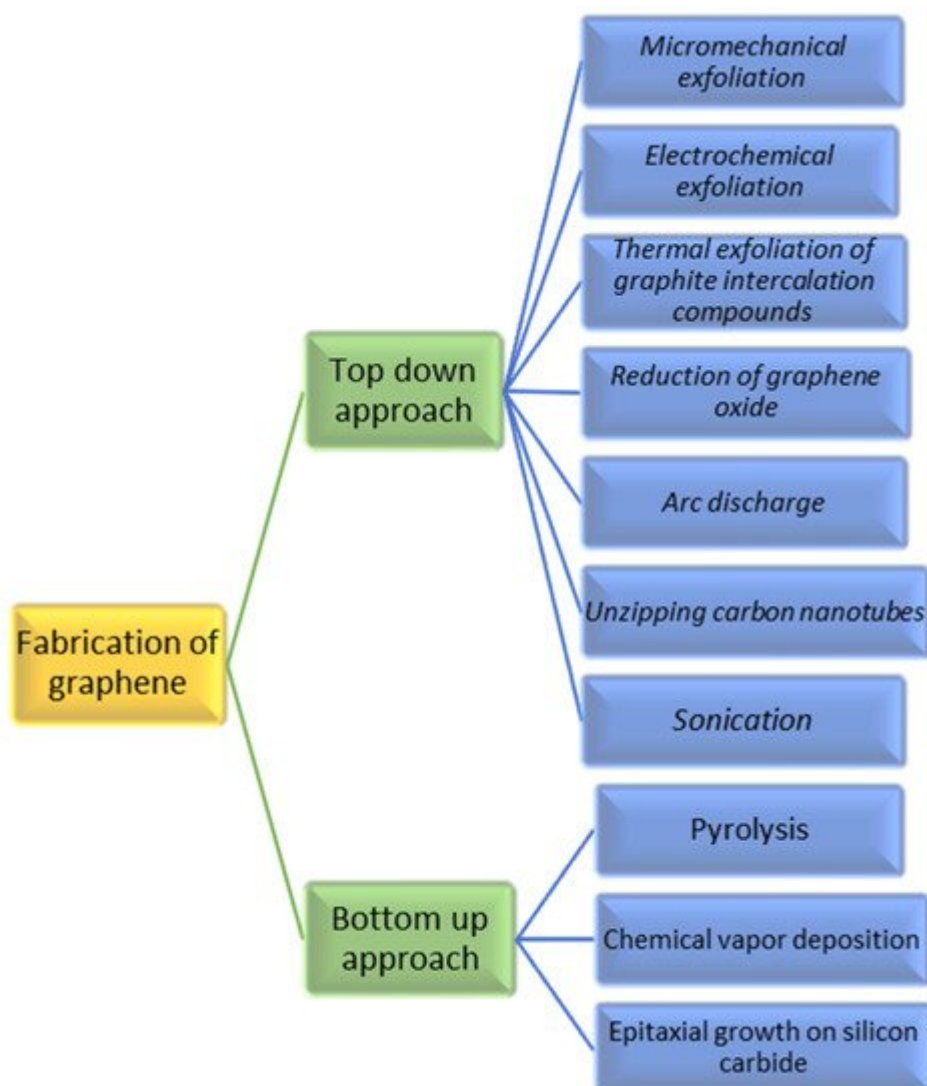 Micromechanical
exfoliation
Electrochemical
exfoliation
Thermal exfoliation of
graphite intercalation
compounds
Top down
approach
Reduction of graphene
oxide
Arc discharge
Unzipping carbon nanotubes
Fabrication of
graphene
Sonication
Pyrolysis
Bottom up
approach
Chemical vapor deposition
Epitaxial growth on silicon
carbide